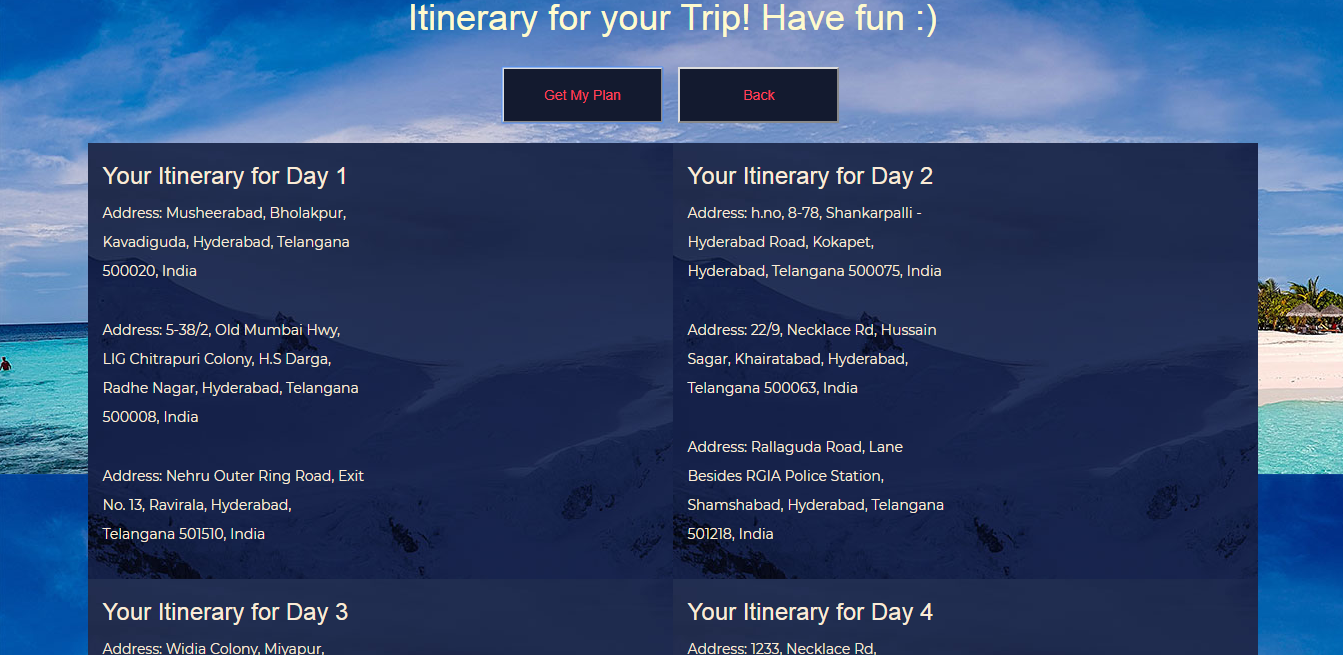 Itinerary for your Trip! Have fun :)
Get My Plan
Back
Your Itinerary for Day 1
Address: Musheerabad, Bholakpur,
Kavadiguda, Hyderabad, Telangana
500020, India
Address: 5-38/2, Old Mumbai Hwy,
LIG Chitrapuri Colony, H.S Darga,
Radhe Nagar, Hyderabad, Telangana
500008, India
Address: Nehru Outer Ring Road, Exit
No. 13, Ravirala, Hyderabad,
Telangana 501510, India
Your Itinerary for Day 2
Address: h.no, 8-78, Shankarpalli -
Hyderabad Road, Kokapet,
Hyderabad, Telangana 500075, India
Address: 22/9, Necklace Rd, Hussain
Sagar, Khairatabad, Hyderabad,
Telangana 500063, India
Address: Rallaguda Road, Lane
Besides RGIA Police Station,
Shamshabad, Hyderabad, Telangana
501218, India
Your Itinerary for Day 3
Address: Widia Colony, Miyapur,
Your Itinerary for Day 4
Address: 1233, Necklace Rd,